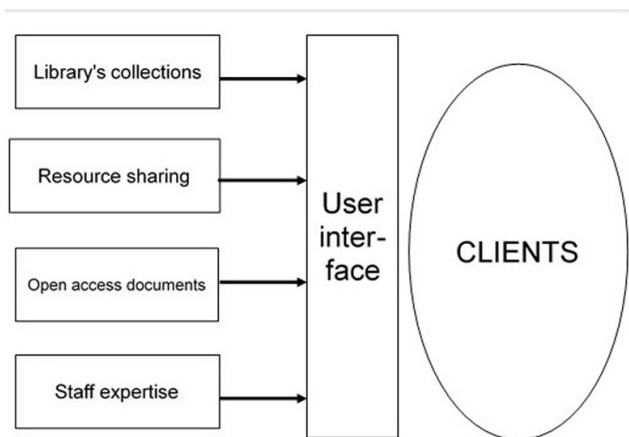 Library's collections
Resource sharing
Open access documents
Staff expertise
User
inter-
face
CLIENTS